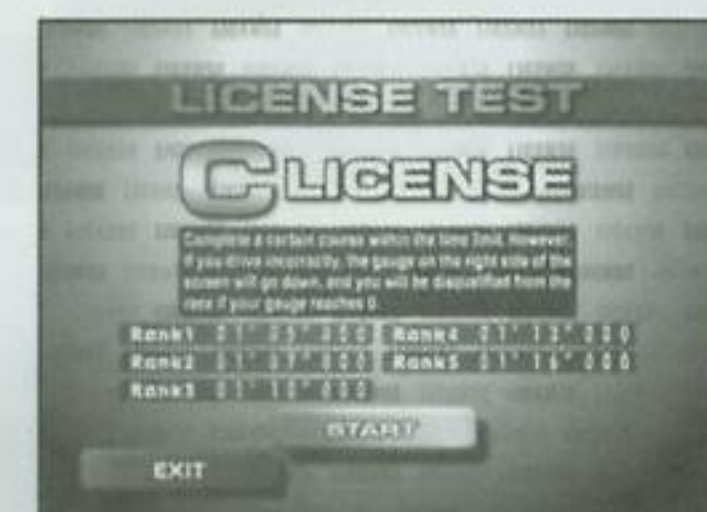 LICENSE TEST
C LICENSE
Complete a certain course within the time limit. However,
if you drive incorrectly, the gauge on the right side of the
screen will go down, and you will be disqualified from the
race if your gauge reaches 0.
Rank1 01'05"000 Rank4 01'13"000
Rank2 01'07"000 Rank5 01'16"000
Rank3 01'10"000
START
EXIT